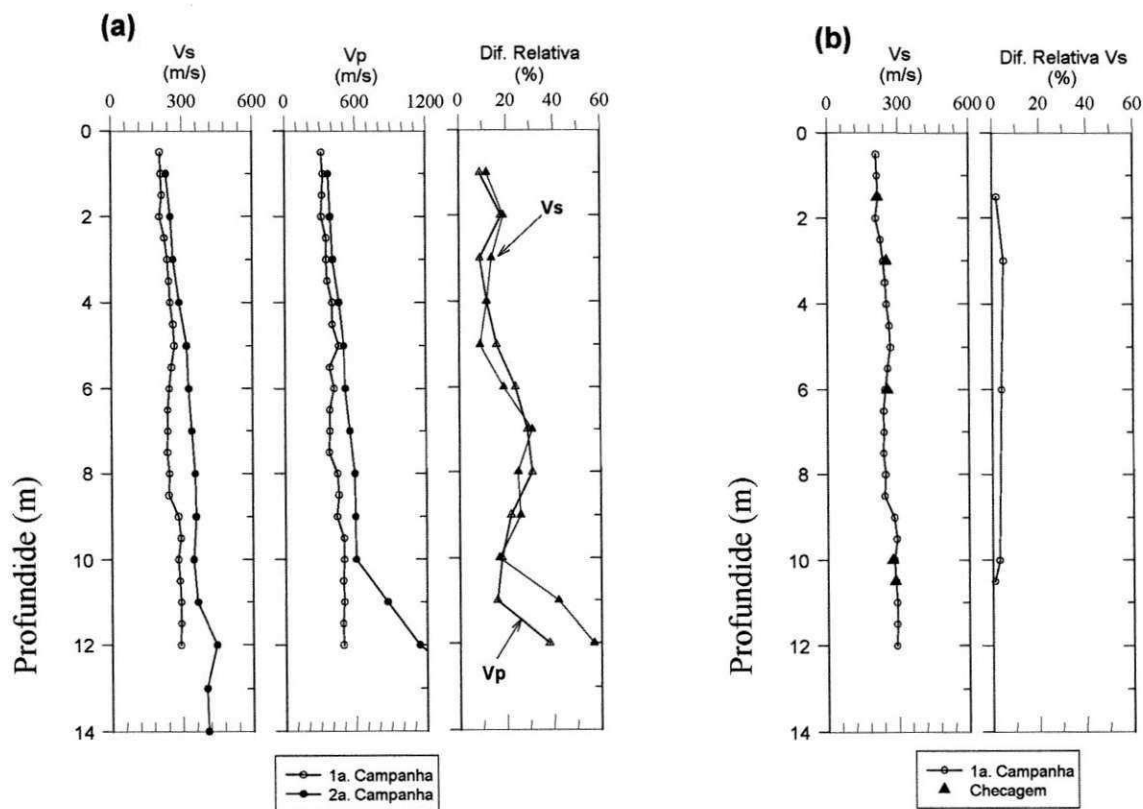 (a)
Vs
(m/s)
0 300 600
Vp
(m/s)
0 600 1200
Dif. Relativa
(%)
0 20 40 60
0
2
4
6
8
10
12
14
Profundide (m)
Vs
Vp
1a. Campanha
2a. Campanha
(b)
Vs
(m/s)
0 300 600
Dif. Relativa Vs
(%)
0 20 40 60
0
2
4
6
8
10
12
14
Profundide (m)
1a. Campanha
Checagem